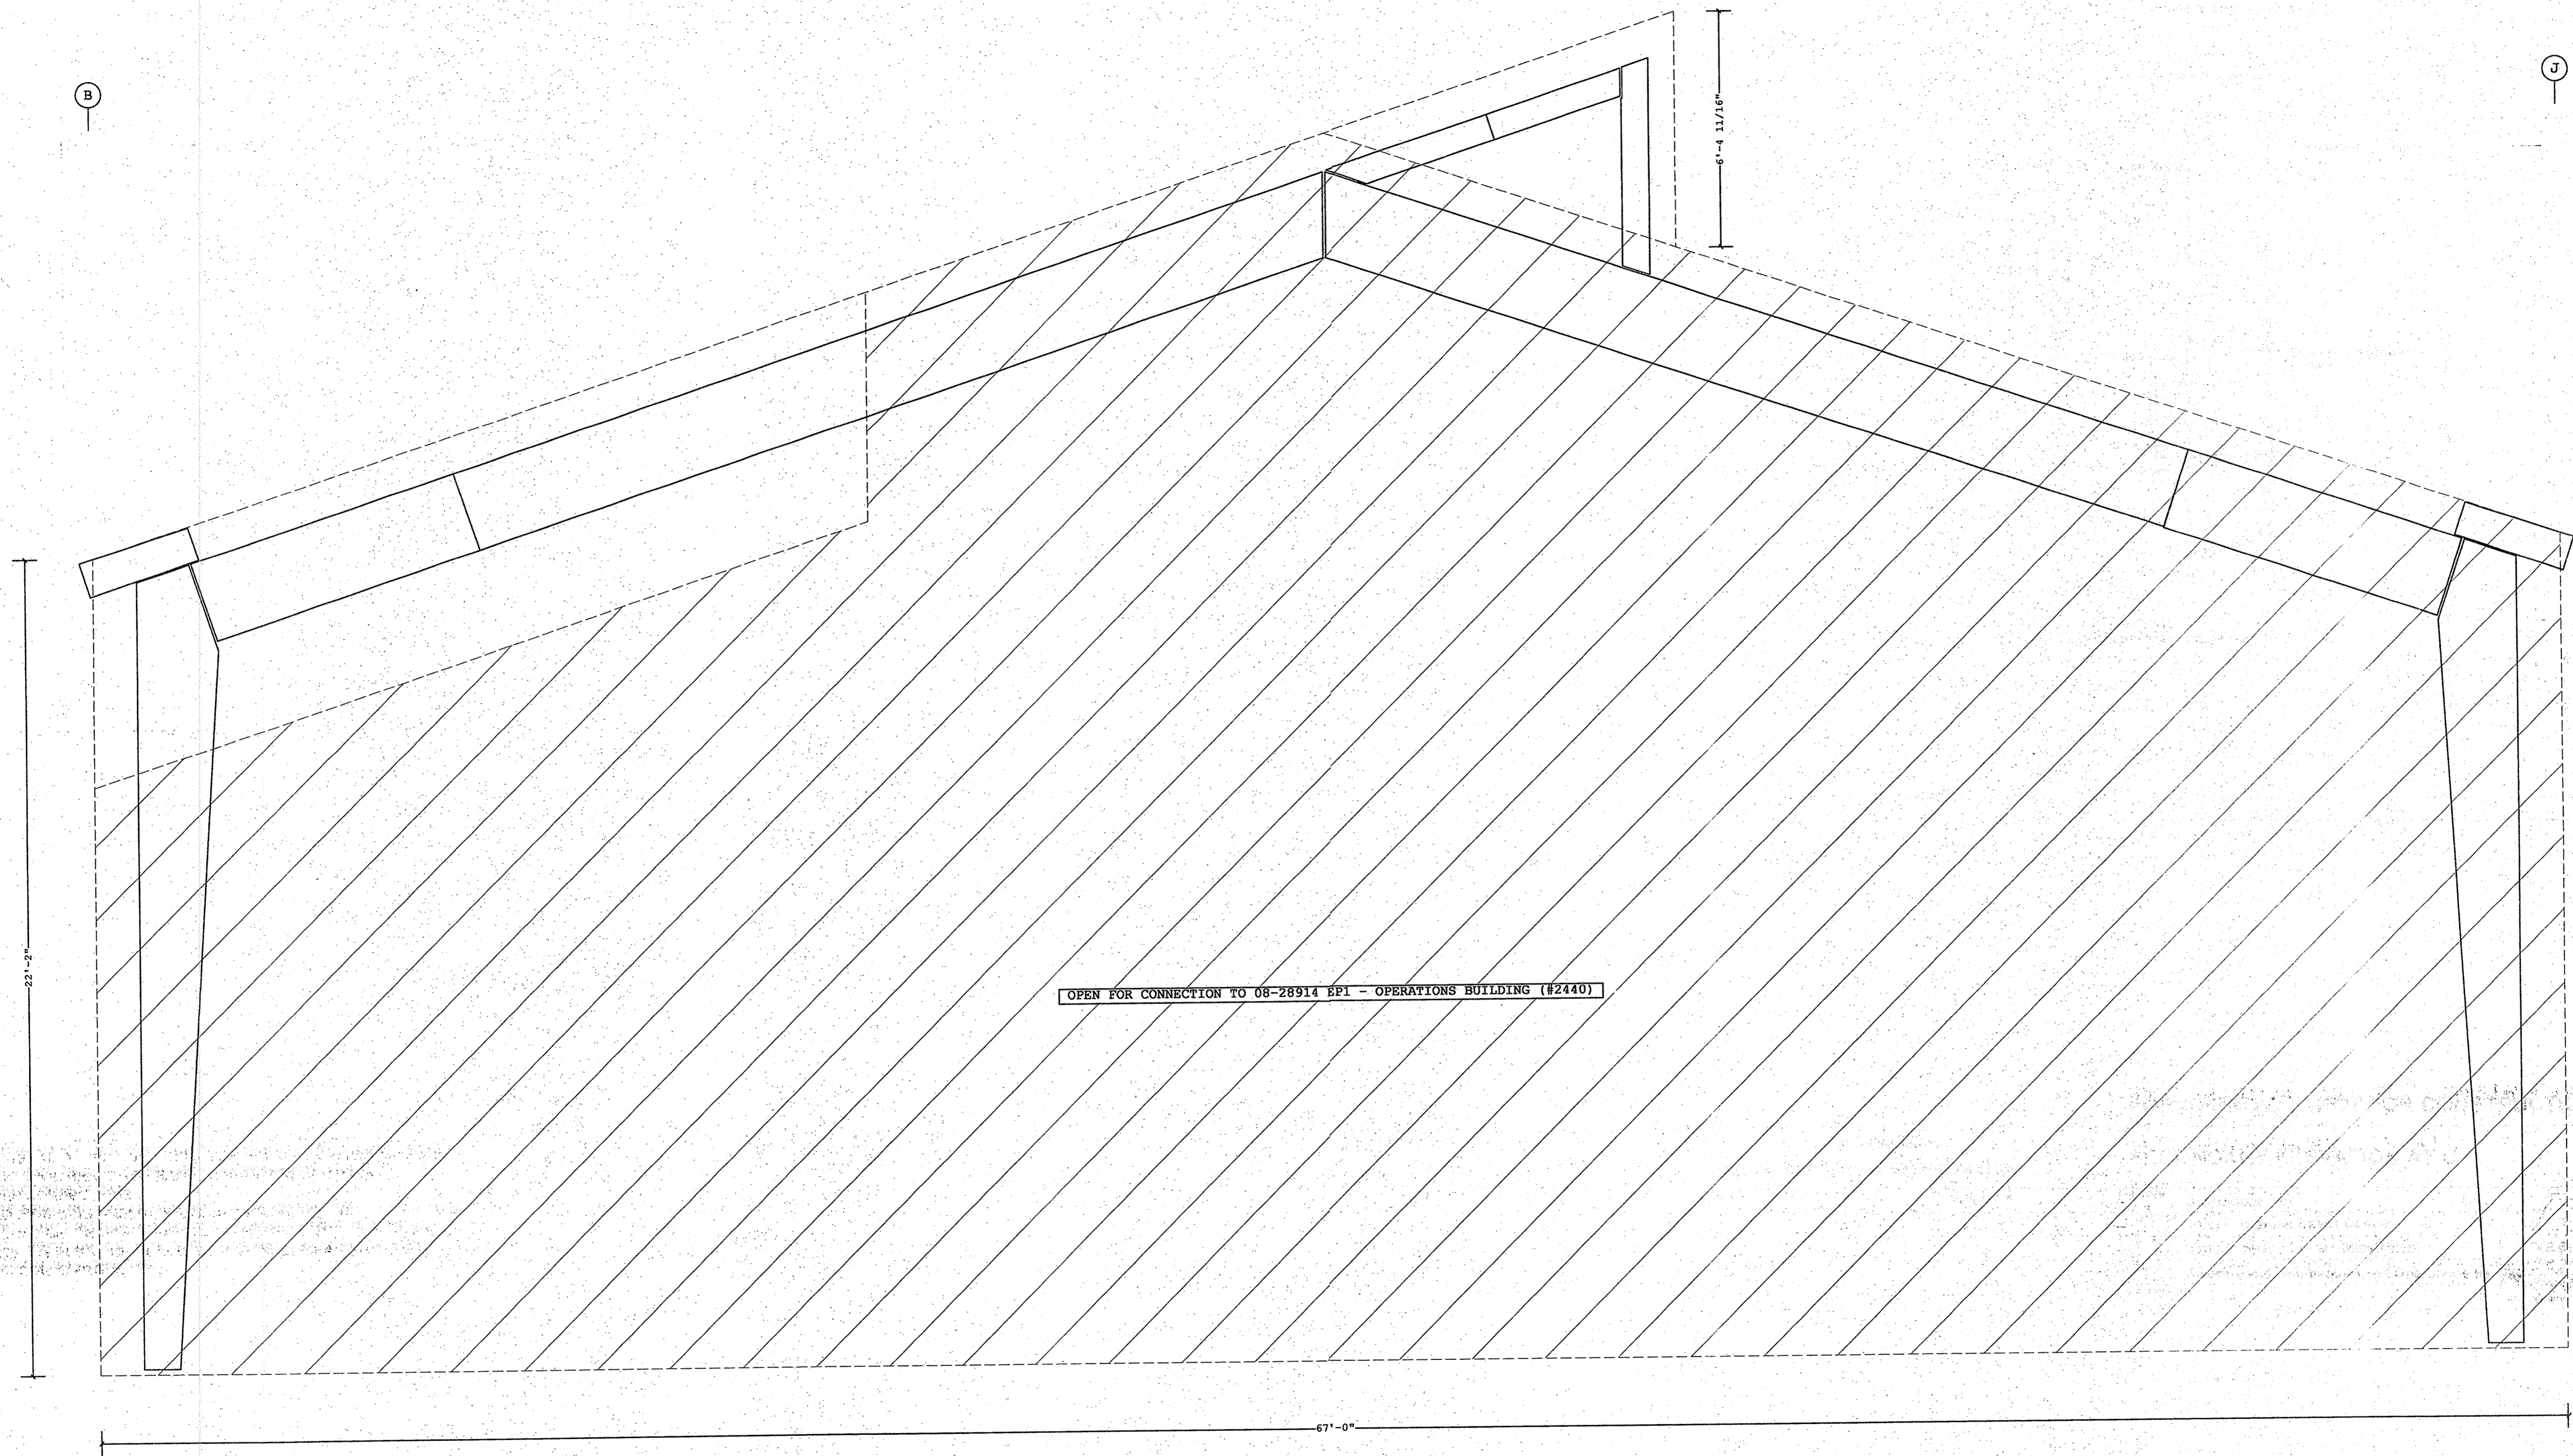 B
J
6'-4 11/16"
22'-2"
OPEN FOR CONNECTION TO 08-28914 EP1 - OPERATIONS BUILDING (#2440)
67'-0"